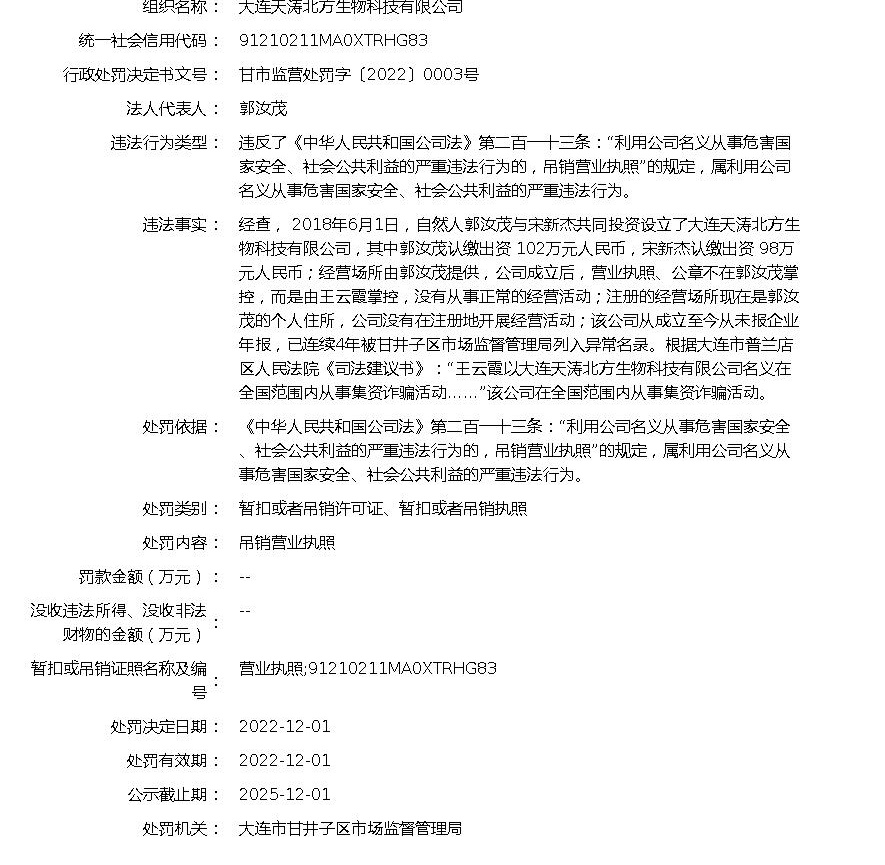 组织名称： 大连天涛北方生物科技有限公司
统一社会信用代码： 91210211MA0XTRHG83
行政处罚决定书文号： 甘市监营处罚字〔2022〕0003号
法人代表人： 郭汝茂
违法行为类型： 违反了《中华人民共和国公司法》第二百一十三条：“利用公司名义从事危害国
家安全、社会公共利益的严重违法行为的，吊销营业执照”的规定，属利用公司
名义从事危害国家安全、社会公共利益的严重违法行为。
违法事实： 经查， 2018年6月1日，自然人郭汝茂与宋新杰共同投资设立了大连天涛北方生
物科技有限公司，其中郭汝茂认缴出资 102万元人民币，宋新杰认缴出资 98万
元人民币；经营场所由郭汝茂提供，公司成立后，营业执照、公章不在郭汝茂掌
控，而是由王云霞掌控，没有从事正常的经营活动；注册的经营场所现在是郭汝
茂的个人住所，公司没有在注册地开展经营活动；该公司从成立至今从未报企业
年报，已连续4年被甘井子区市场监督管理局列入异常名录。根据大连市普兰店
区人民法院《司法建议书》：“王云霞以大连天涛北方生物科技有限公司名义在
全国范围内从事集资诈骗活动……”该公司在全国范围内从事集资诈骗活动。
处罚依据： 《中华人民共和国公司法》第二百一十三条：“利用公司名义从事危害国家安全
、社会公共利益的严重违法行为的，吊销营业执照”的规定，属利用公司名义从
事危害国家安全、社会公共利益的严重违法行为。
处罚类别： 暂扣或者吊销许可证、暂扣或者吊销执照
处罚内容： 吊销营业执照
罚款金额（万元）： --
没收违法所得、没收非法
财物的金额（万元）： --
暂扣或吊销证照名称及编
号： 营业执照;91210211MA0XTRHG83
处罚决定日期： 2022-12-01
处罚有效期： 2022-12-01
公示截止期： 2025-12-01
处罚机关： 大连市甘井子区市场监督管理局